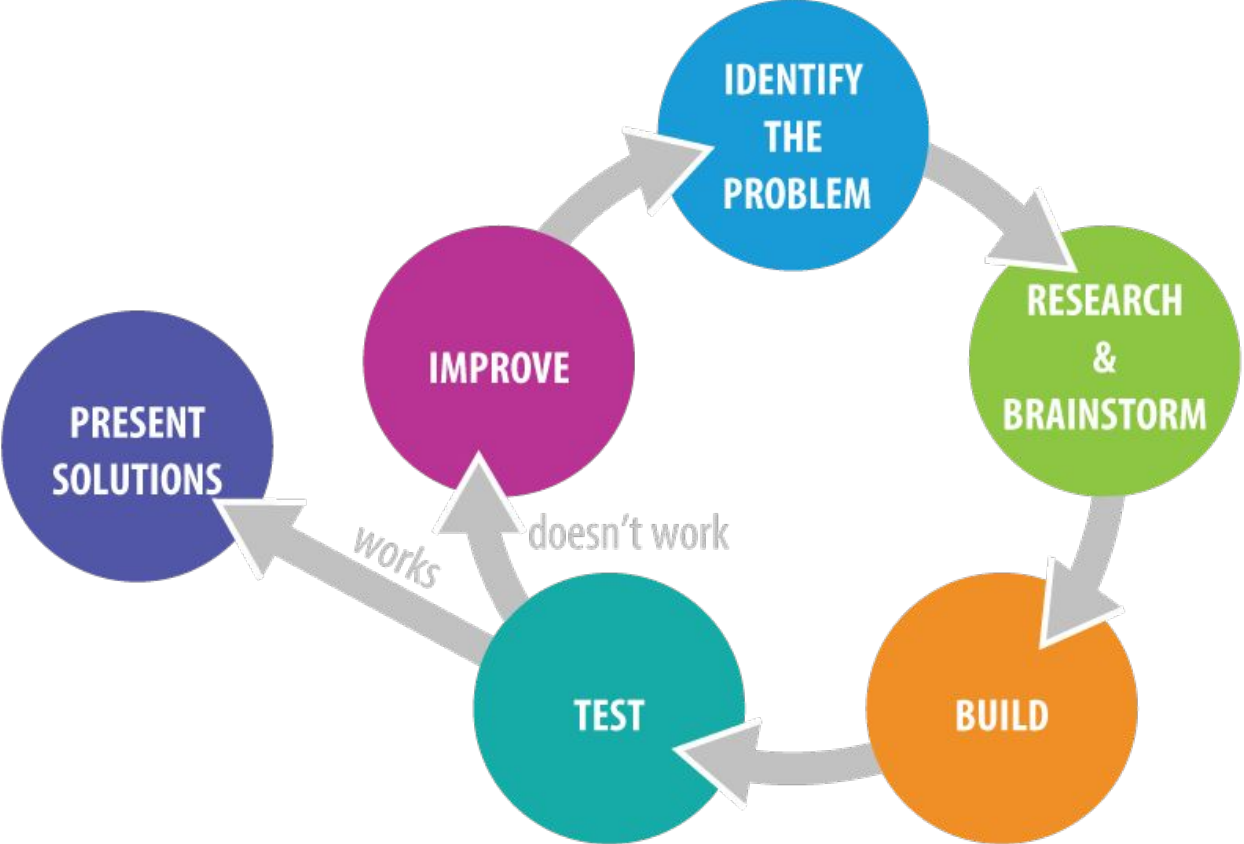 IDENTIFY
THE
PROBLEM
RESEARCH
&
BRAINSTORM
BUILD
TEST
doesn't work
IMPROVE
works
PRESENT
SOLUTIONS